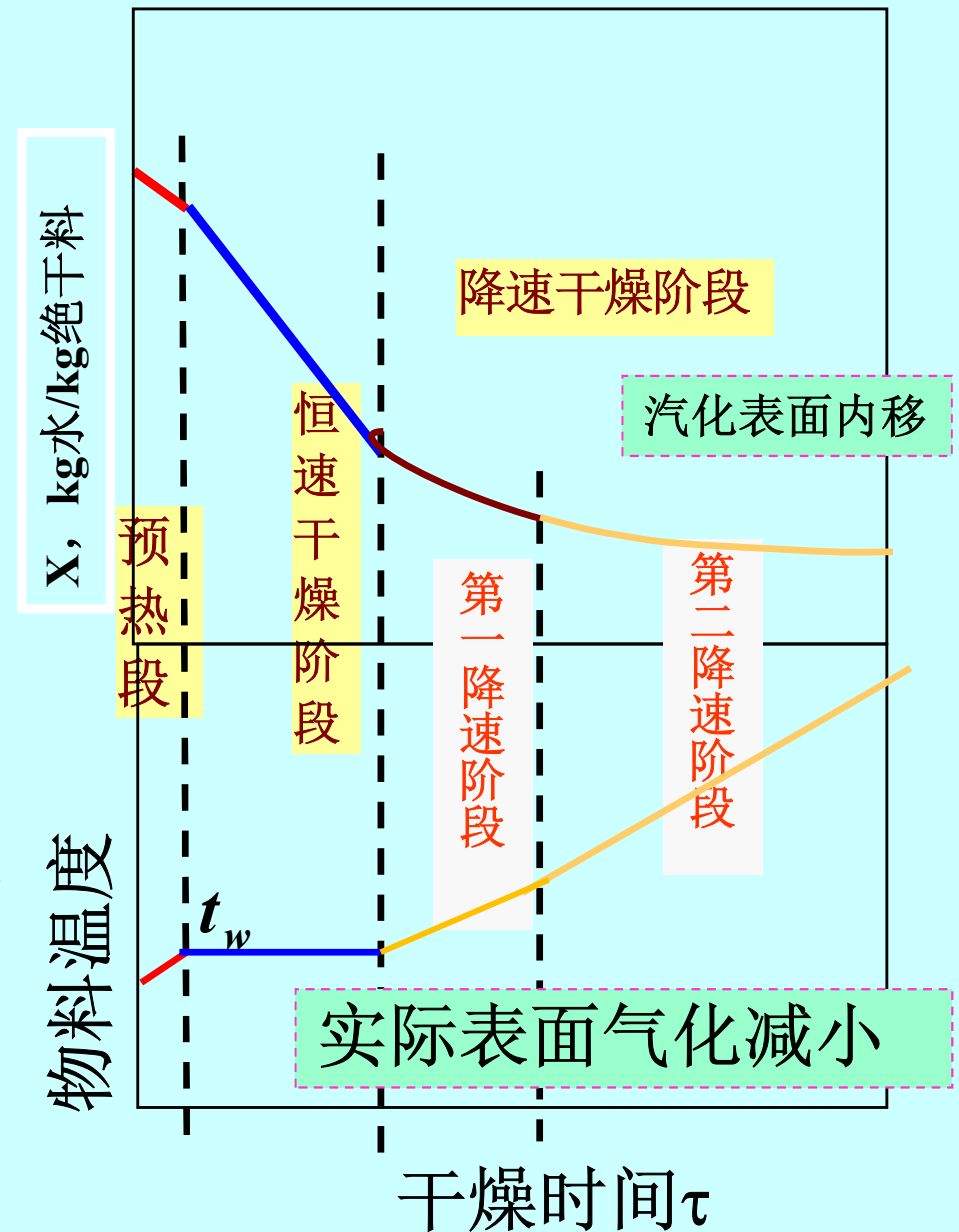 X，kg水/kg绝干料
降速干燥阶段
汽化表面内移
恒速干燥阶段
预热段
第一降速阶段
第二降速阶段
t_w
物料温度
实际表面气化减小
干燥时间τ